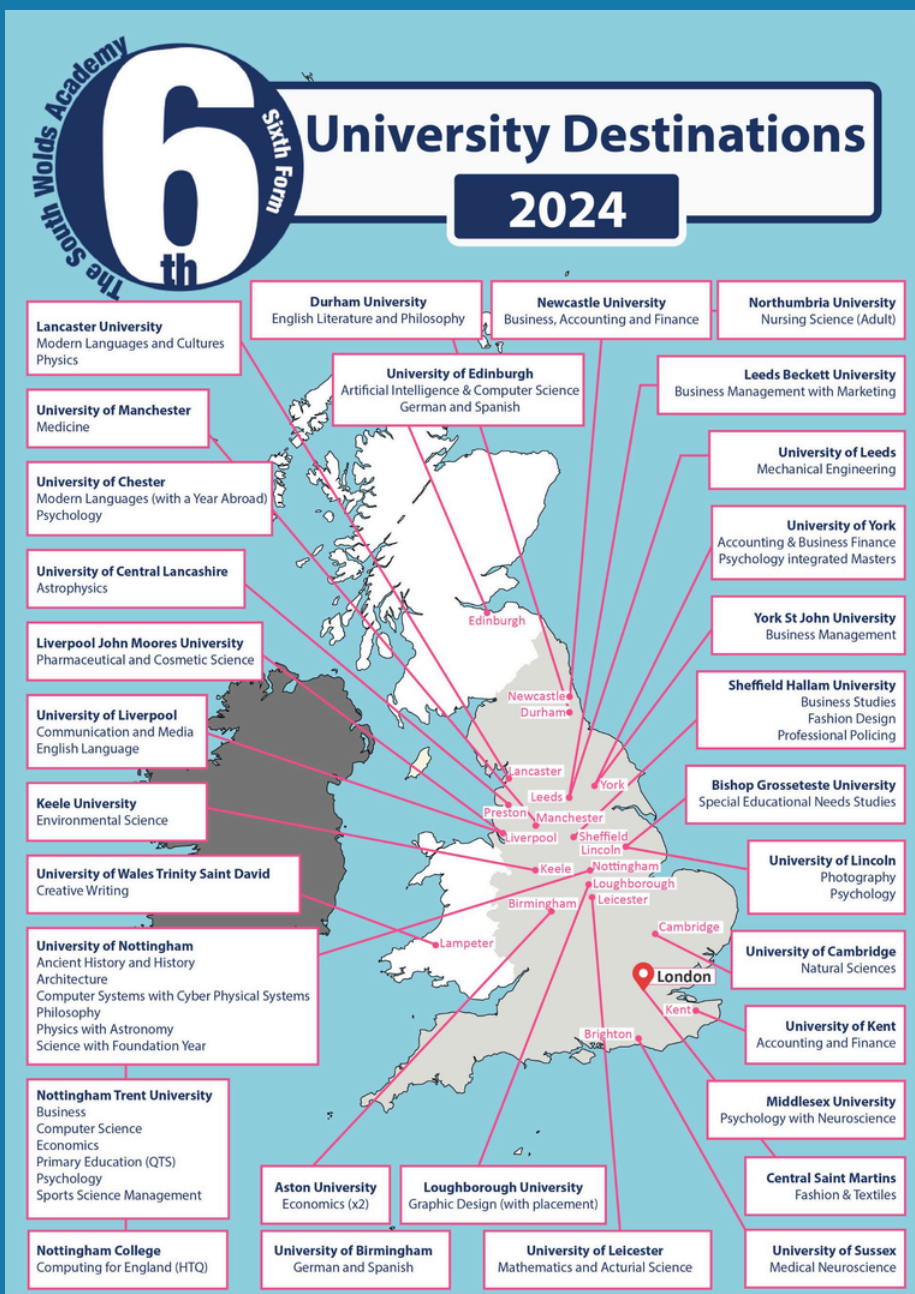 The South Wolds Academy
6th
Sixth Form
University Destinations
2024
Lancaster University
Modern Languages and Cultures
Physics
Durham University
English Literature and Philosophy
Newcastle University
Business, Accounting and Finance
Northumbria University
Nursing Science (Adult)
University of Edinburgh
Artificial Intelligence & Computer Science
German and Spanish
Leeds Beckett University
Business Management with Marketing
University of Manchester
Medicine
University of Leeds
Mechanical Engineering
University of Chester
Modern Languages (with a Year Abroad)
Psychology
University of York
Accounting & Business Finance
Psychology integrated Masters
University of Central Lancashire
Astrophysics
York St John University
Business Management
Liverpool John Moores University
Pharmaceutical and Cosmetic Science
Sheffield Hallam University
Business Studies
Fashion Design
Professional Policing
University of Liverpool
Communication and Media
English Language
Bishop Grosseteste University
Special Educational Needs Studies
Keele University
Environmental Science
University of Lincoln
Photography
Psychology
University of Wales Trinity Saint David
Creative Writing
University of Nottingham
Ancient History and History
Architecture
Computer Systems with Cyber Physical Systems
Philosophy
Physics with Astronomy
Science with Foundation Year
University of Cambridge
Natural Sciences
University of Kent
Accounting and Finance
Nottingham Trent University
Business
Computer Science
Economics
Primary Education (QTS)
Psychology
Sports Science Management
Middlesex University
Psychology with Neuroscience
Central Saint Martins
Fashion & Textiles
Aston University
Economics (x2)
Loughborough University
Graphic Design (with placement)
Nottingham College
Computing for England (HTQ)
University of Birmingham
German and Spanish
University of Leicester
Mathematics and Acturial Science
University of Sussex
Medical Neuroscience
Edinburgh
Newcastle
Durham
Lancaster
York
Leeds
Preston
Manchester
Liverpool
Sheffield
Lincoln
Keele
Nottingham
Loughborough
Leicester
Birmingham
Cambridge
Lampeter
London
Kent
Brighton